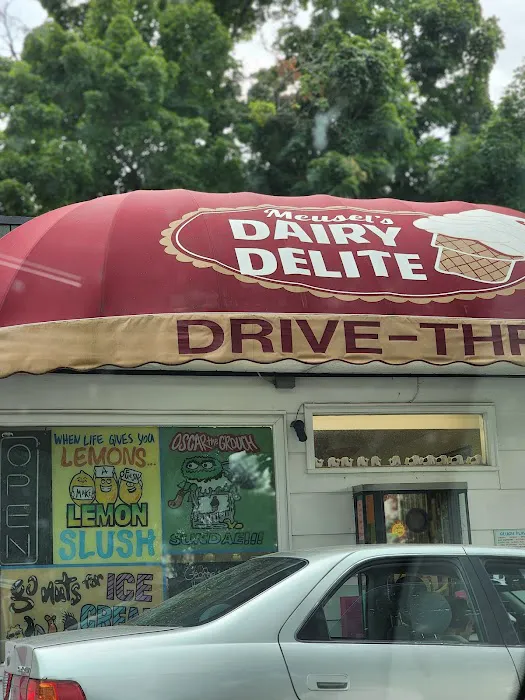 Meusel's
DAIRY
DELITE
DRIVE-THR
OPEN
WHEN LIFE GIVES YOU
LEMONS
MAKE
LEMON
SLUSH
OSCAR the GROUCH
SUNDAE!!!
go nuts for ICE
CREAM